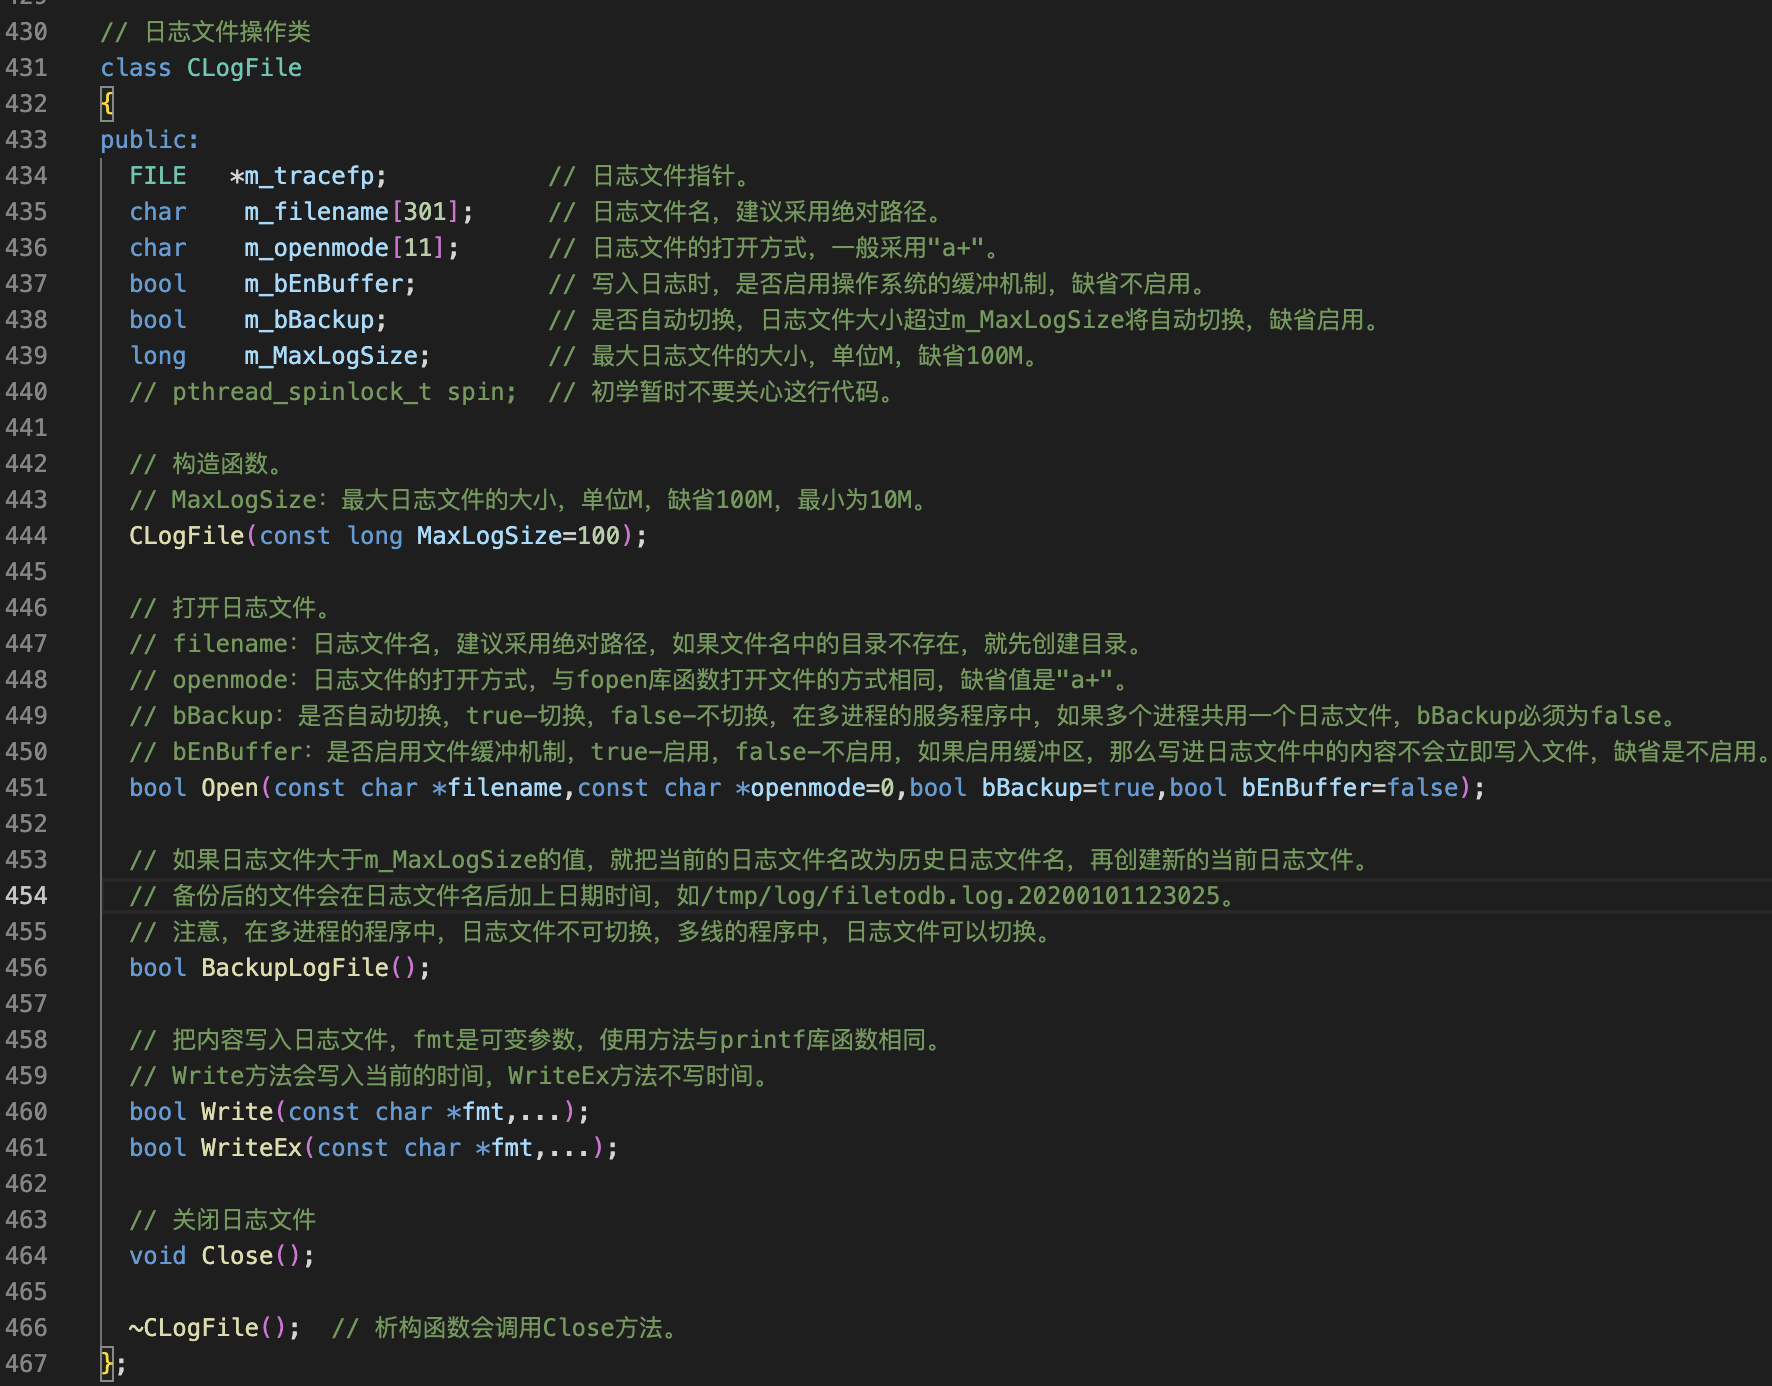 430 // 日志文件操作类
431 class CLogFile
432 {
433 public:
434 FILE *m_tracefp; // 日志文件指针。
435 char m_filename[301]; // 日志文件名，建议采用绝对路径。
436 char m_openmode[11]; // 日志文件的打开方式，一般采用"a+"。
437 bool m_bEnBuffer; // 写入日志时，是否启用操作系统的缓冲机制，缺省不启用。
438 bool m_bBackup; // 是否自动切换，日志文件大小超过m_MaxLogSize将自动切换，缺省启用。
439 long m_MaxLogSize; // 最大日志文件的大小，单位M，缺省100M。
440 // pthread_spinlock_t spin; // 初学暂时不要关心这行代码。
441
442 // 构造函数。
443 // MaxLogSize：最大日志文件的大小，单位M，缺省100M，最小为10M。
444 CLogFile(const long MaxLogSize=100);
445
446 // 打开日志文件。
447 // filename：日志文件名，建议采用绝对路径，如果文件名中的目录不存在，就先创建目录。
448 // openmode：日志文件的打开方式，与fopen库函数打开文件的方式相同，缺省值是"a+"。
449 // bBackup：是否自动切换，true-切换，false-不切换，在多进程的服务程序中，如果多个进程共用一个日志文件，bBackup必须为false。
450 // bEnBuffer：是否启用文件缓冲机制，true-启用，false-不启用，如果启用缓冲区，那么写进日志文件中的内容不会立即写入文件，缺省是不启用。
451 bool Open(const char *filename,const char *openmode=0,bool bBackup=true,bool bEnBuffer=false);
452
453 // 如果日志文件大于m_MaxLogSize的值，就把当前的日志文件名改为历史日志文件名，再创建新的当前日志文件。
454 // 备份后的文件会在日志文件名后加上日期时间，如/tmp/log/filetodb.log.20200101123025。
455 // 注意，在多进程的程序中，日志文件不可切换，多线的程序中，日志文件可以切换。
456 bool BackupLogFile();
457
458 // 把内容写入日志文件，fmt是可变参数，使用方法与printf库函数相同。
459 // Write方法会写入当前的时间，WriteEx方法不写时间。
460 bool Write(const char *fmt,...);
461 bool WriteEx(const char *fmt,...);
462
463 // 关闭日志文件
464 void Close();
465
466 ~CLogFile(); // 析构函数会调用Close方法。
467 };